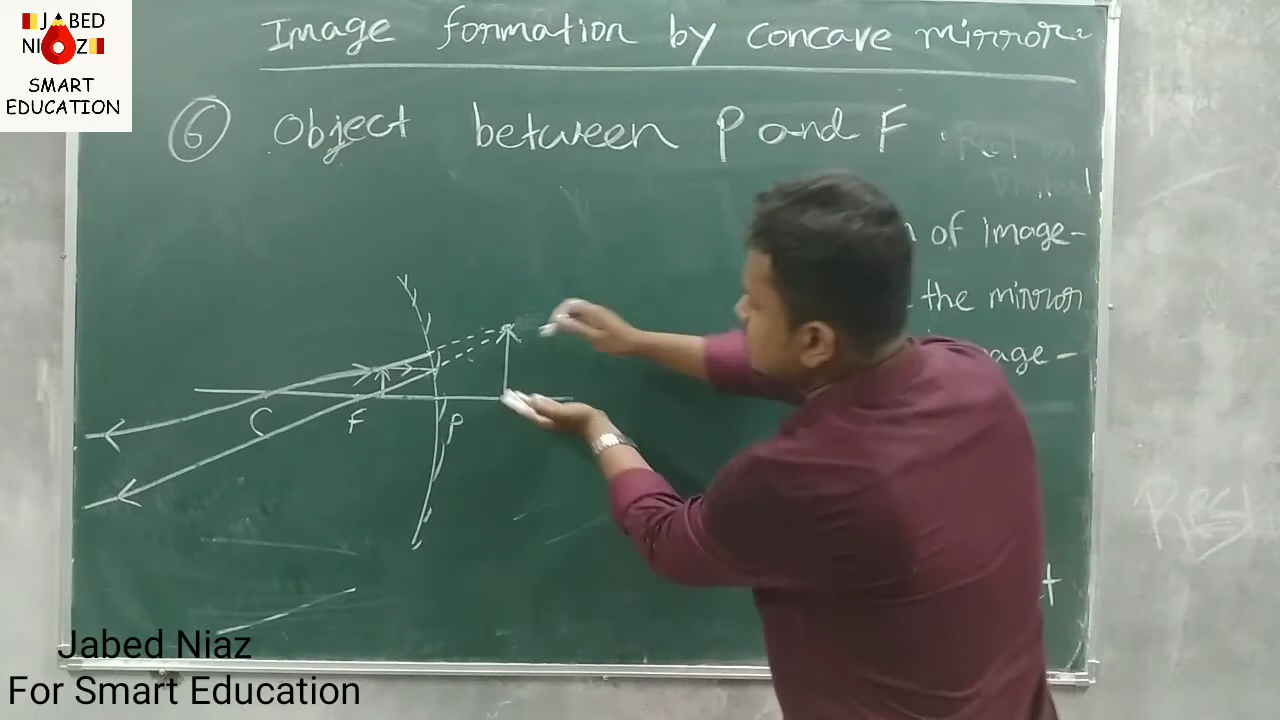 JABED
NIAZ
SMART
EDUCATION
Image formation by concave mirror
6 Object between P and F
of image-
the mirror
C F P
Jabed Niaz
For Smart Education